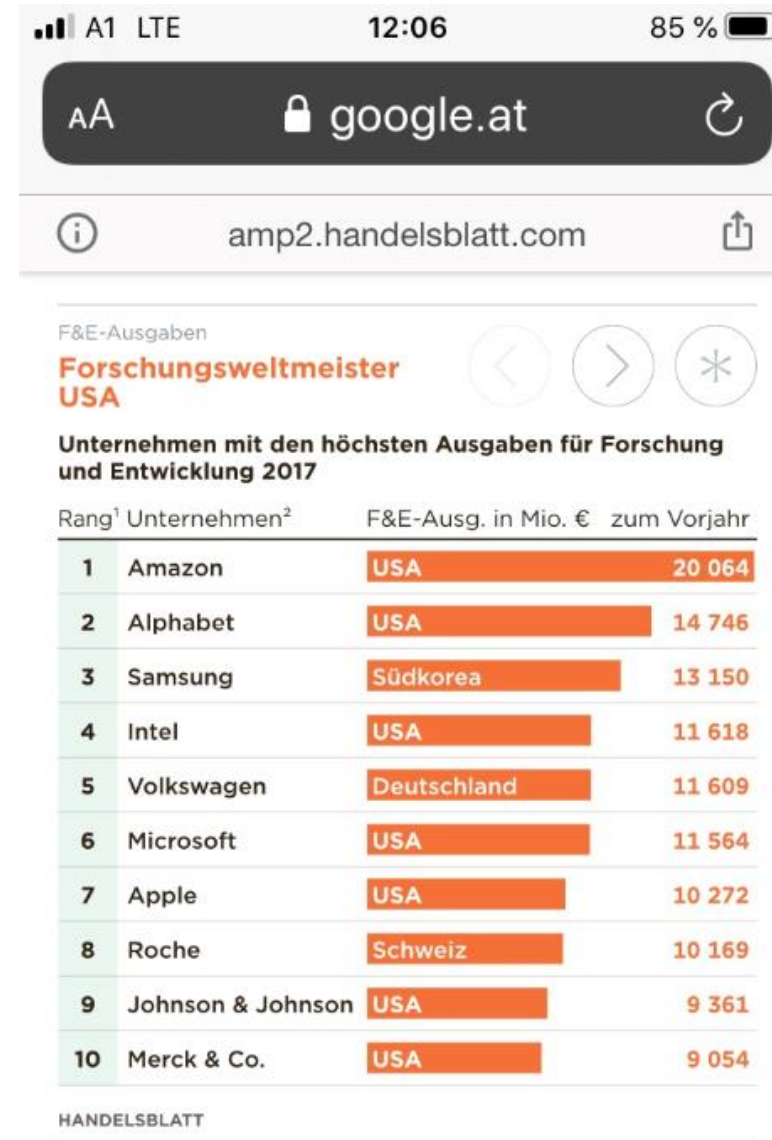 A1 LTE 12:06 85 %
AA google.at
amp2.handelsblatt.com
F&E-Ausgaben
Forschungsweltmeister
USA
Unternehmen mit den höchsten Ausgaben für Forschung
und Entwicklung 2017
Rang¹ Unternehmen² F&E-Ausg. in Mio. € zum Vorjahr
1 Amazon USA 20 064
2 Alphabet USA 14 746
3 Samsung Südkorea 13 150
4 Intel USA 11 618
5 Volkswagen Deutschland 11 609
6 Microsoft USA 11 564
7 Apple USA 10 272
8 Roche Schweiz 10 169
9 Johnson & Johnson USA 9 361
10 Merck & Co. USA 9 054
HANDELSBLATT